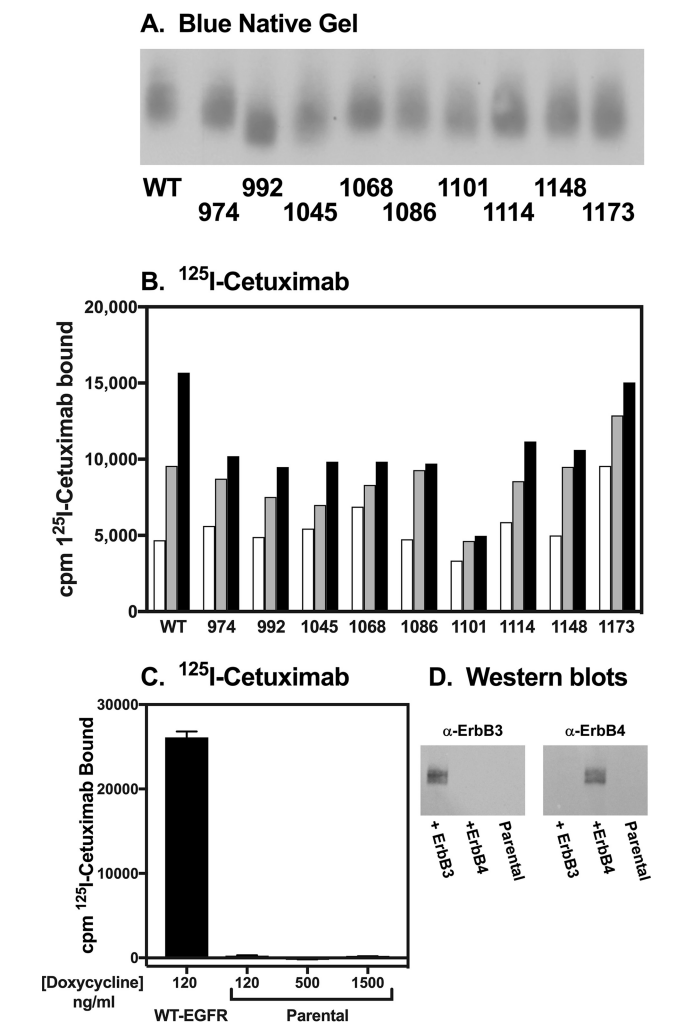 A. Blue Native Gel
WT 992 1068 1101 1148
974 1045 1086 1114 1173
B. 125I-Cetuximab
cpm 125I-Cetuximab bound
20,000
15,000
10,000
5,000
0
WT 974 992 1045 1068 1086 1101 1114 1148 1173
C. 125I-Cetuximab
cpm 125I-Cetuximab Bound
30000
20000
10000
0
[Doxycycline] ng/ml
120 120 500 1500
WT-EGFR Parental
D. Western blots
α-ErbB3 α-ErbB4
+ ErbB3 +ErbB4 Parental
+ ErbB3 +ErbB4 Parental